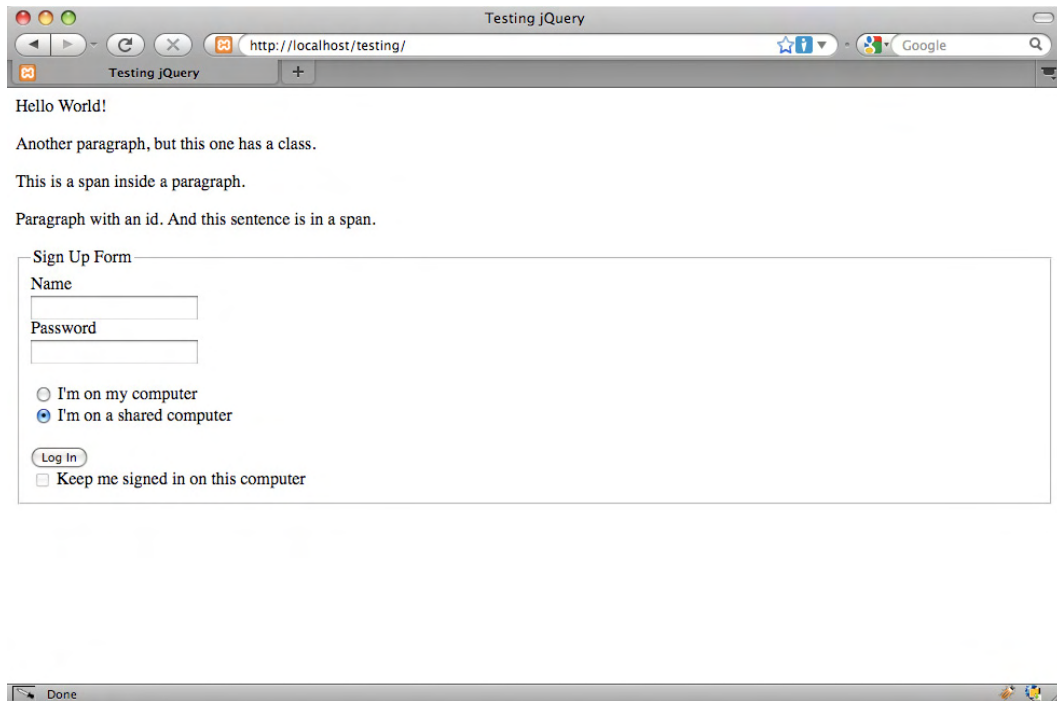 Testing jQuery
http://localhost/testing/
Google
Testing jQuery
Hello World!
Another paragraph, but this one has a class.
This is a span inside a paragraph.
Paragraph with an id. And this sentence is in a span.
Sign Up Form
Name
Password
I'm on my computer
I'm on a shared computer
Log In
Keep me signed in on this computer
Done